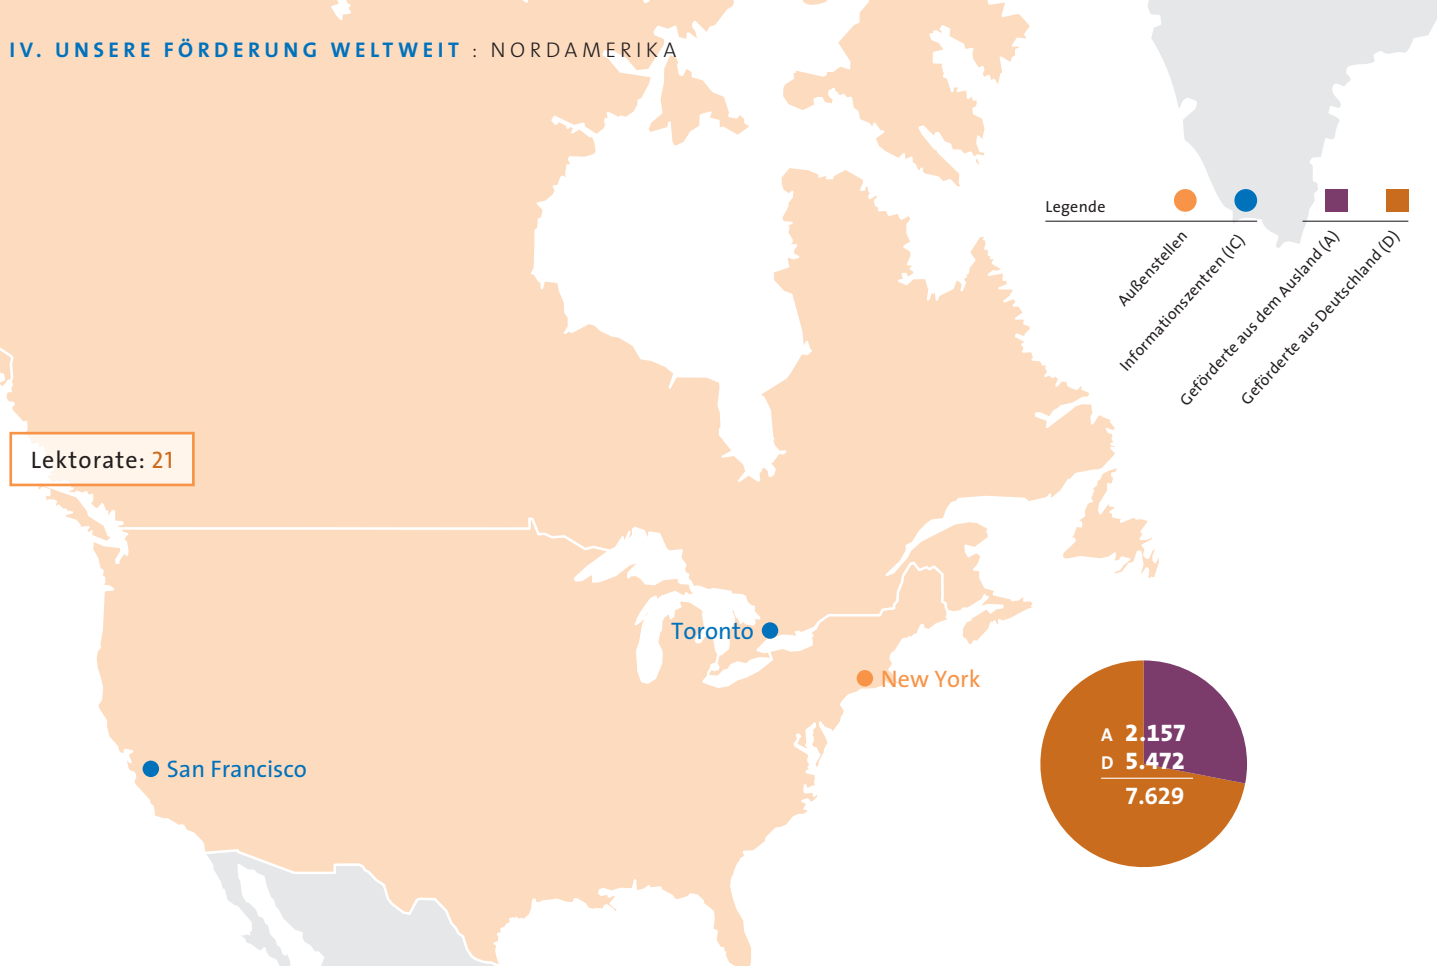 IV. UNSERE FÖRDERUNG WELTWEIT : NORDAMERIKA
Legende
Außenstellen
Informationszentren (IC)
Geförderte aus dem Ausland (A)
Geförderte aus Deutschland (D)
Lektorate: 21
Toronto
New York
San Francisco
A 2.157
D 5.472
7.629